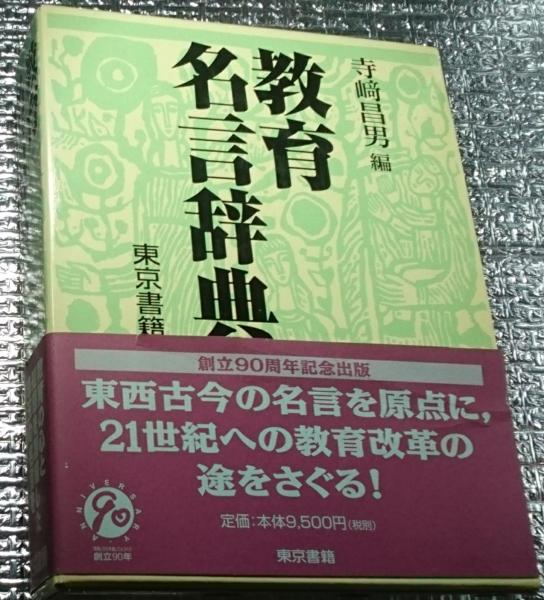 寺﨑昌男 編
教育
名言辞典
東京書籍
創立90周年記念出版
東西古今の名言を原点に,
21世紀への教育改革の
途をさぐる!
定価:本体9,500円(税別)
東京書籍
ANNIVERSARY
90
創立90年